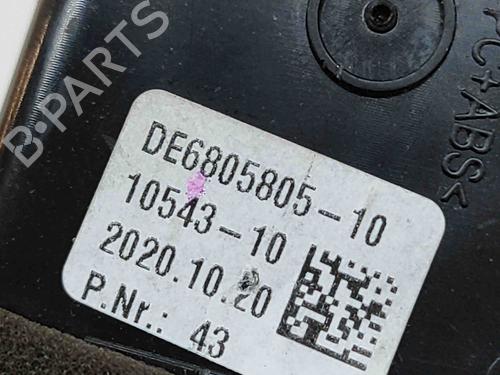 B·PARTS
>PC+ABS<
DE6805805-10
10543-10
2020.10.20
P.Nr.: 43